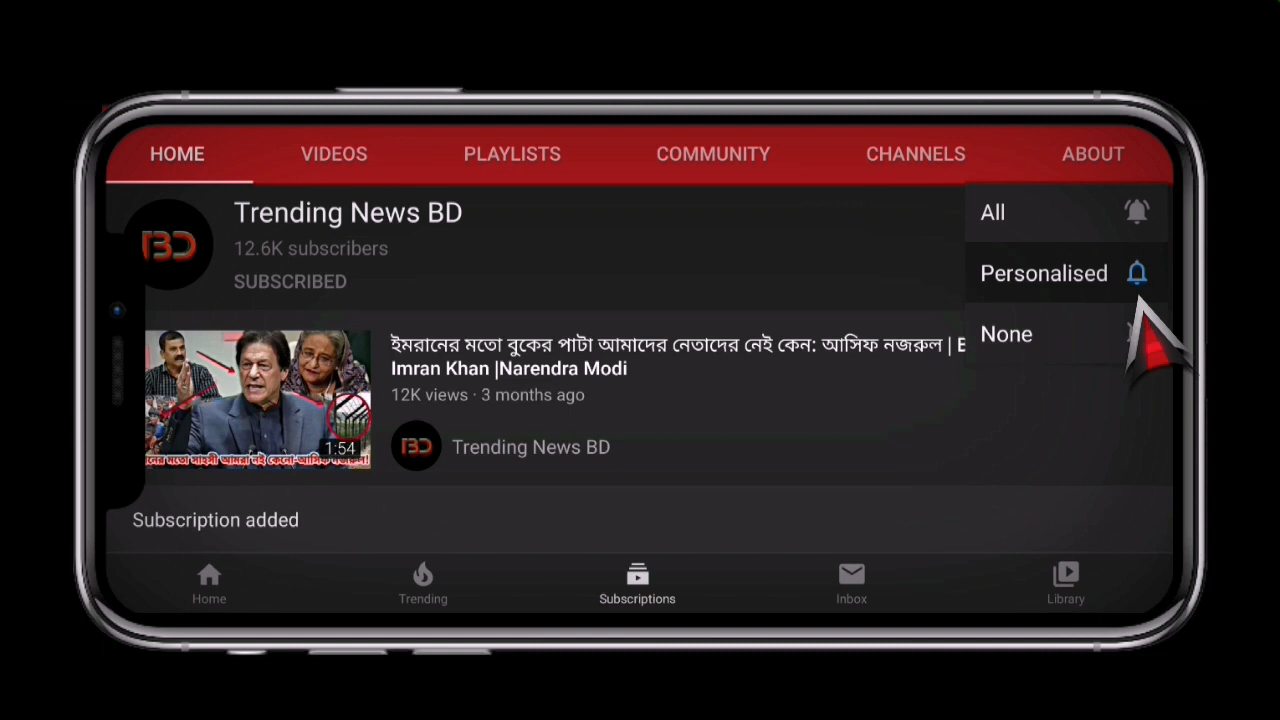 HOME VIDEOS PLAYLISTS COMMUNITY CHANNELS ABOUT
Trending News BD
12.6K subscribers
SUBSCRIBED
All
Personalised
None
BD
ইমরানের মতো বুকের পাটা আমাদের নেতাদের নেই কেন: আসিফ নজরুল |
Imran Khan |Narendra Modi
12K views · 3 months ago
1:54
BD
Trending News BD
Subscription added
Home Trending Subscriptions Inbox Library